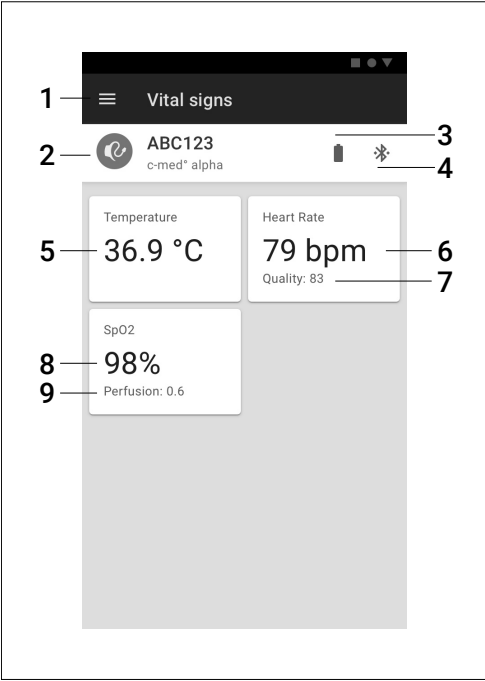 1
Vital signs
2
ABC123
c-med° alpha
3
4
Temperature
5
36.9 °C
Heart Rate
79 bpm
6
Quality: 83
7
SpO2
8
98%
9
Perfusion: 0.6